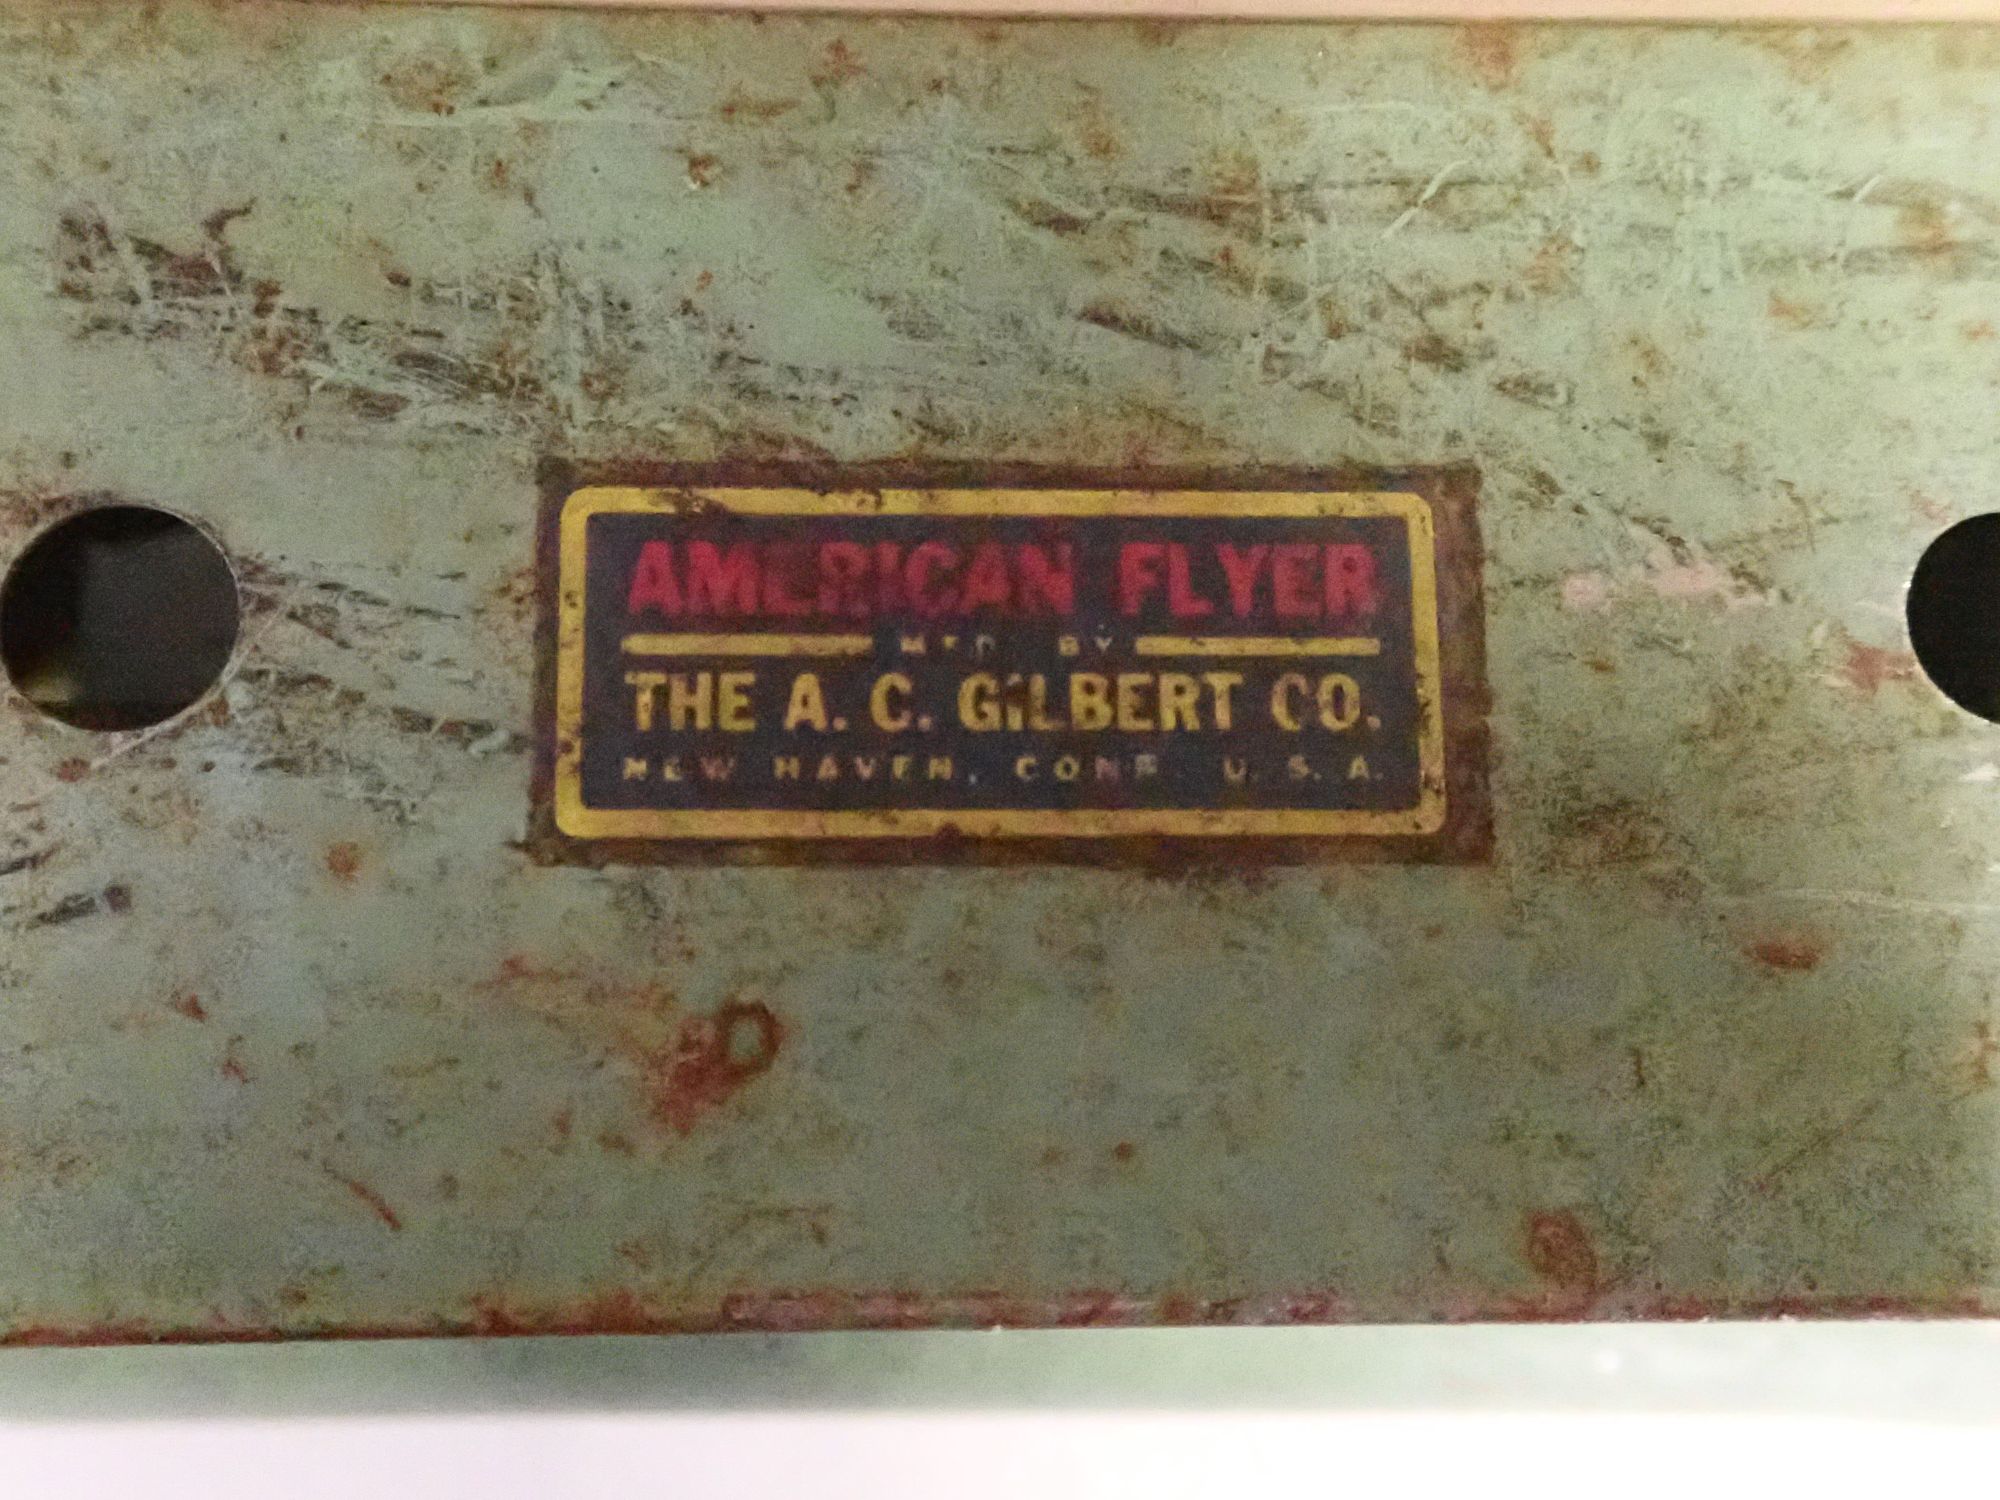 AMERICAN FLYER
MFD. BY
THE A. C. GILBERT CO.
NEW HAVEN, CONN. U. S. A.